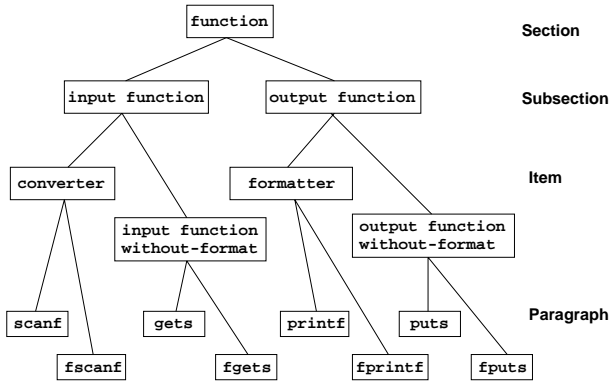 function
Section
input function
output function
Subsection
converter
formatter
Item
input function
without-format
output function
without-format
scanf
gets
printf
puts
Paragraph
fscanf
fgets
fprintf
fputs